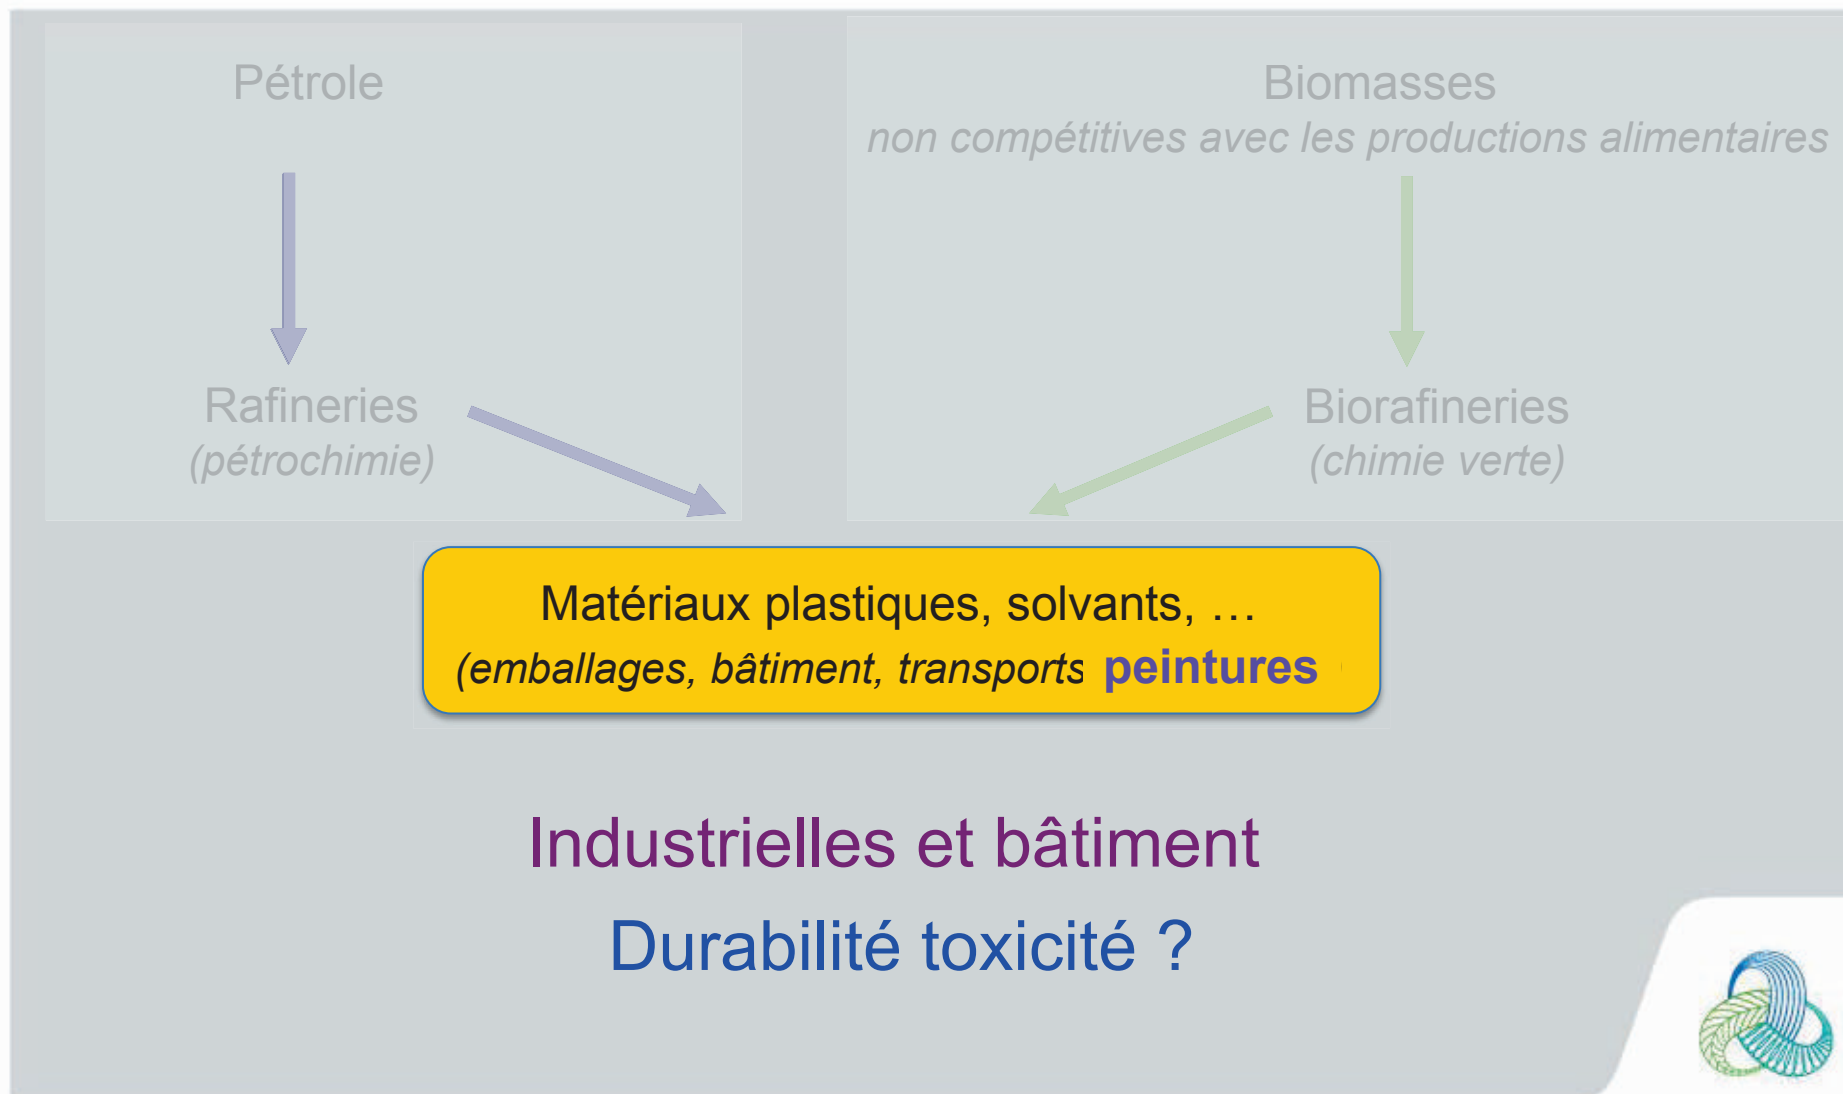 Pétrole
Biomasses
non compétitives avec les productions alimentaires
Rafineries
(pétrochimie)
Biorafineries
(chimie verte)
Matériaux plastiques, solvants, …
(emballages, bâtiment, transports peintures
Industrielles et bâtiment
Durabilité toxicité ?